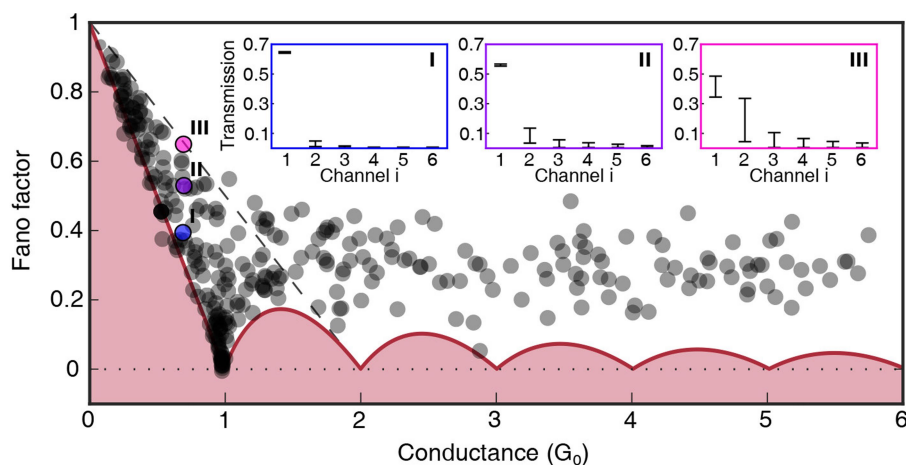 Fano factor
1
0.8
0.6
0.4
0.2
0
0 1 2 3 4 5 6
Conductance (G₀)
III
II
I
Transmission
0.7
0.5
0.3
0.1
I
1 2 3 4 5 6
Channel i
0.7
0.5
0.3
0.1
II
1 2 3 4 5 6
Channel i
0.7
0.5
0.3
0.1
III
1 2 3 4 5 6
Channel i